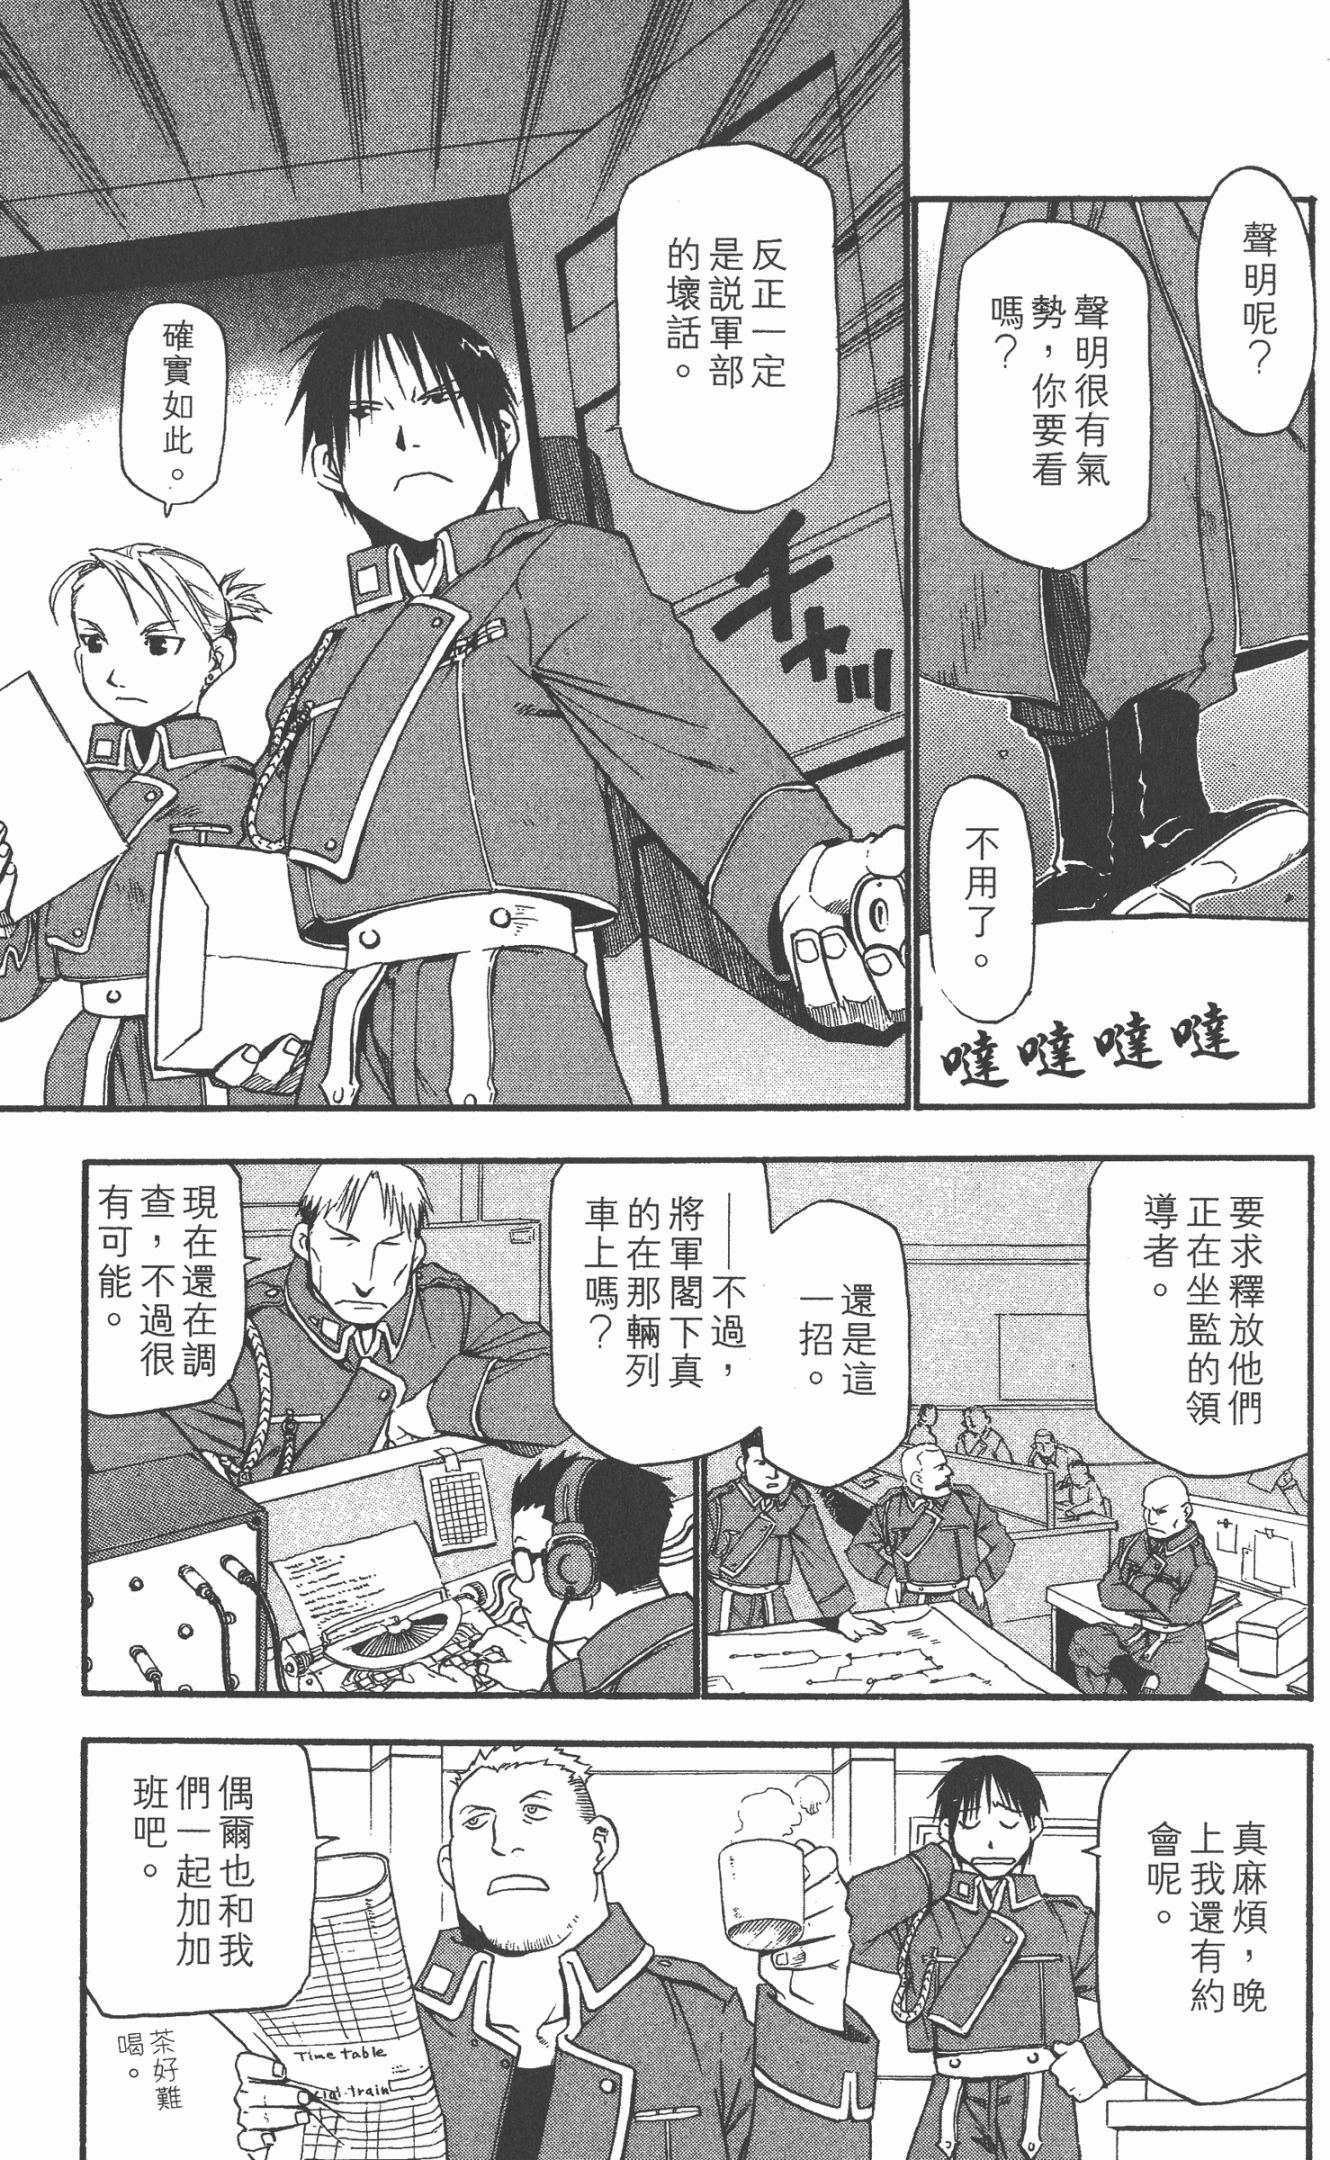 聲明呢？
聲明很有氣
勢，你要看
嗎？
不用了。
噠噠噠噠
反正一定
是説軍部
的壞話。
確實如此。
要求釋放他們
正在坐監的領
導者。
還是這
一招。
——不過，
將軍閣下真
的在那輛列
車上嗎？
現在還在調
查，不過很
有可能。
真麻煩，晚
上我還有約
會呢。
偶爾也和我
們一起加加
班吧。
茶好難
喝。
Time table
cial train